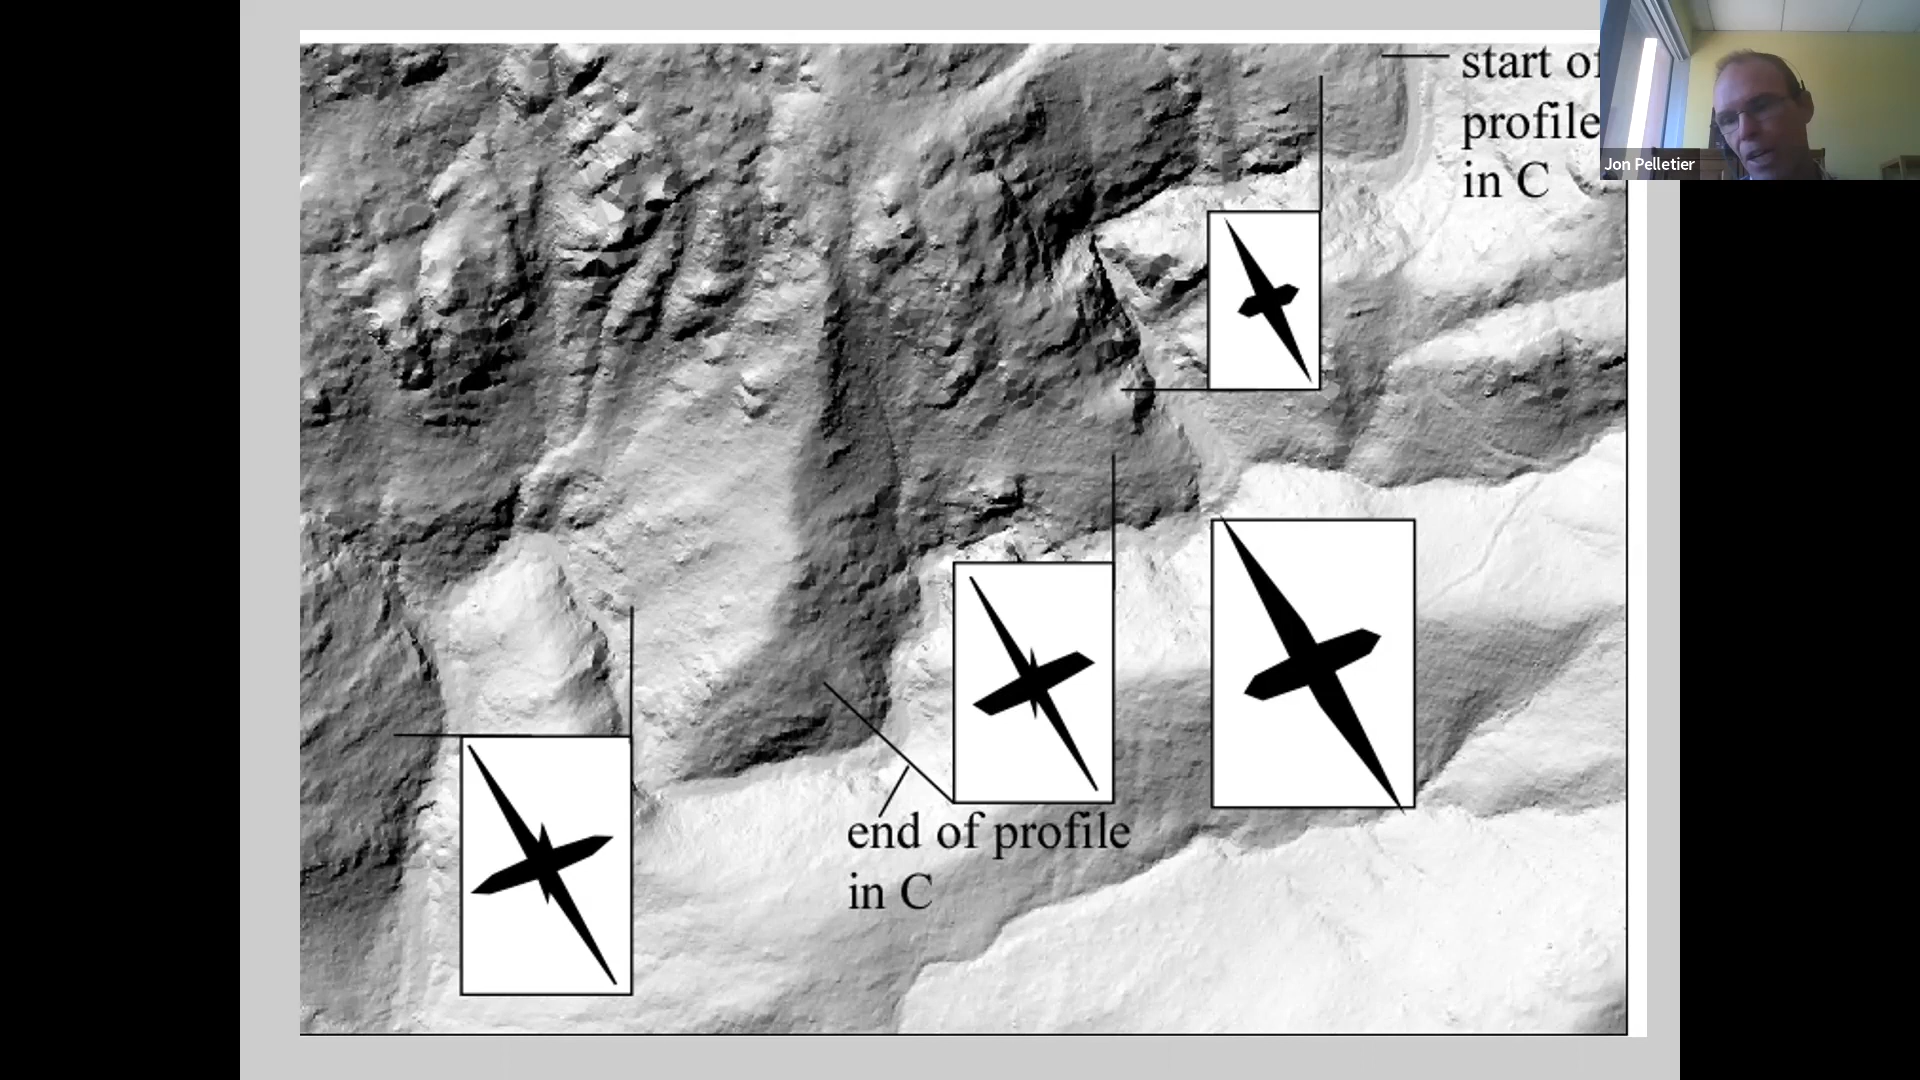 start of
profile
in C
Jon Pelletier
end of profile
in C